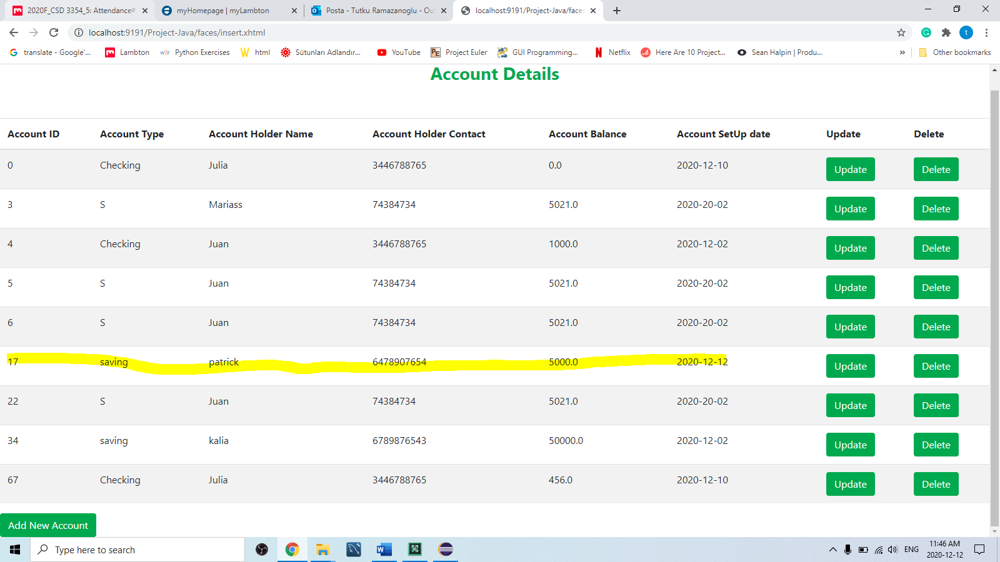 2020F_CSD 3354_5: Attendance#
myHomepage | myLambton
Posta - Tutku Ramazanoglu - Out
localhost:9191/Project-Java/faces
localhost:9191/Project-Java/faces/insert.xhtml
t
translate - Google'...
Lambton
w3r Python Exercises
html
Sütunları Adlandır...
YouTube
PE Project Euler
GUI Programming...
Netflix
Here Are 10 Project...
Sean Halpin | Produ...
»
Other bookmarks
Account Details
Account ID Account Type Account Holder Name Account Holder Contact Account Balance Account SetUp date Update Delete
0 Checking Julia 3446788765 0.0 2020-12-10 Update Delete
3 S Mariass 74384734 5021.0 2020-20-02 Update Delete
4 Checking Juan 3446788765 1000.0 2020-12-02 Update Delete
5 S Juan 74384734 5021.0 2020-20-02 Update Delete
6 S Juan 74384734 5021.0 2020-20-02 Update Delete
17 saving patrick 6478907654 5000.0 2020-12-12 Update Delete
22 S Juan 74384734 5021.0 2020-20-02 Update Delete
34 saving kalia 6789876543 50000.0 2020-12-02 Update Delete
67 Checking Julia 3446788765 456.0 2020-12-10 Update Delete
Add New Account
Type here to search
ENG
11:46 AM
2020-12-12